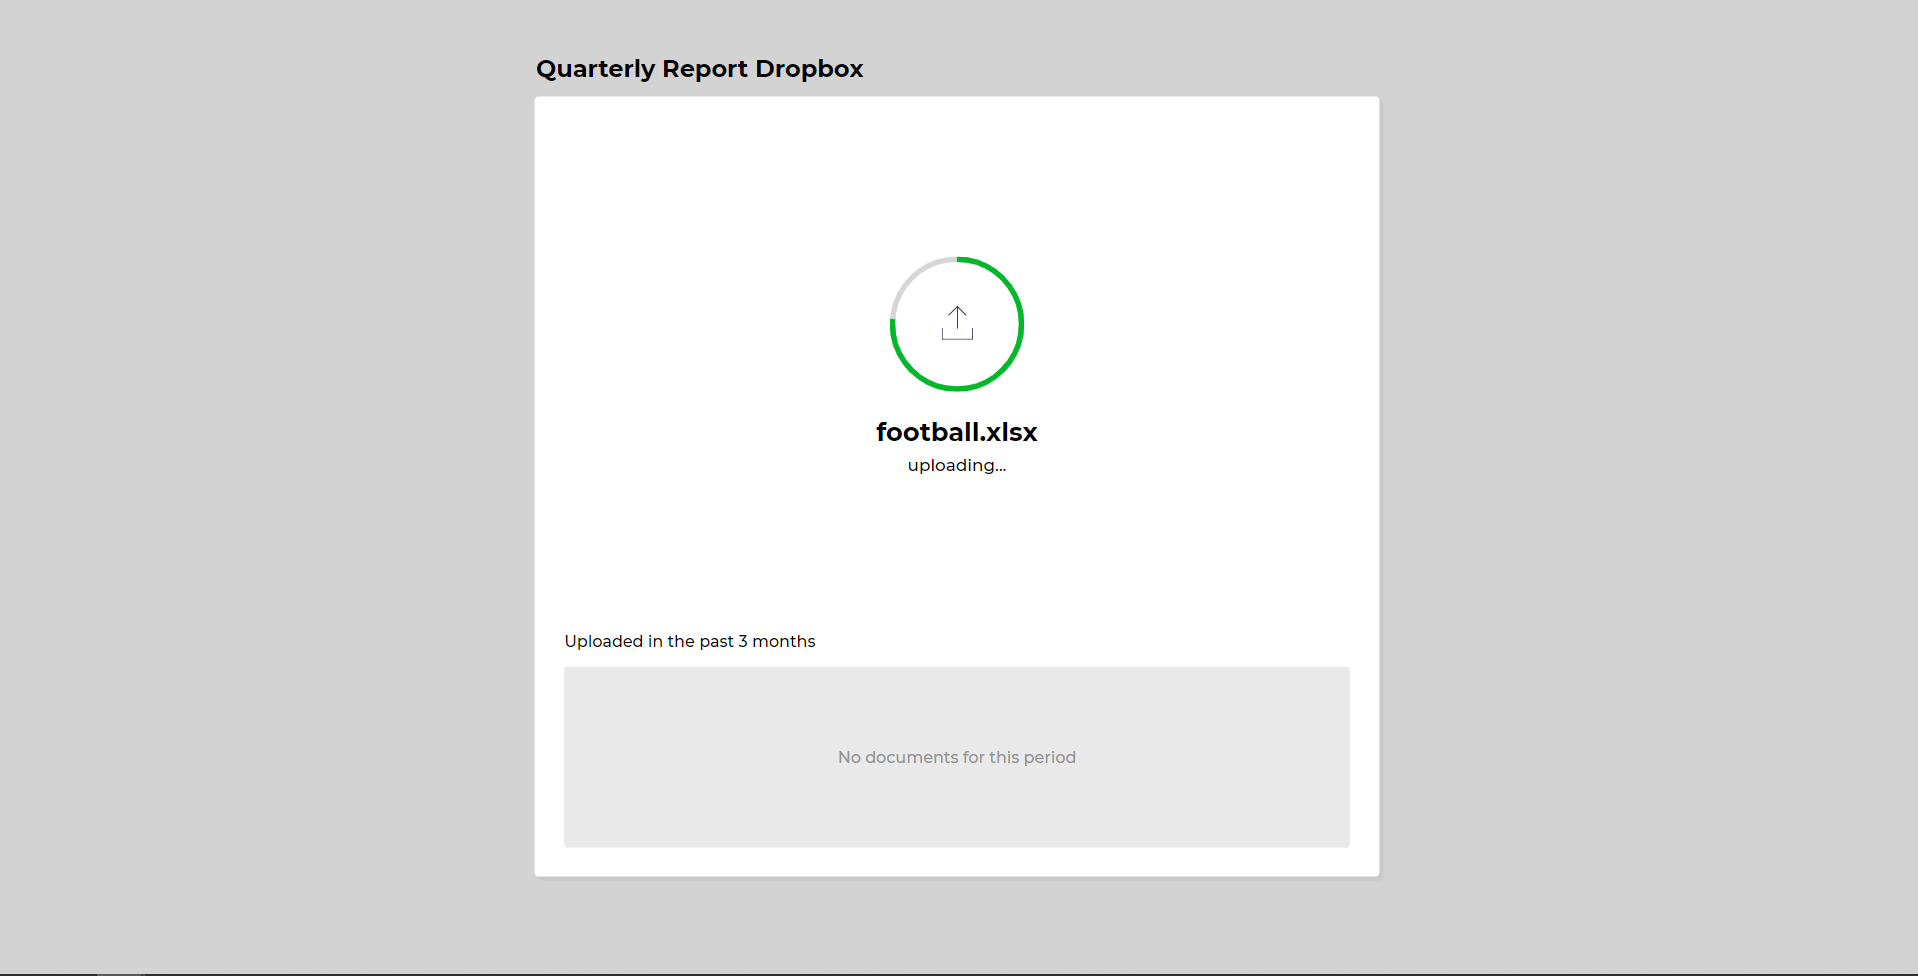 Quarterly Report Dropbox
football.xlsx
uploading...
Uploaded in the past 3 months
No documents for this period